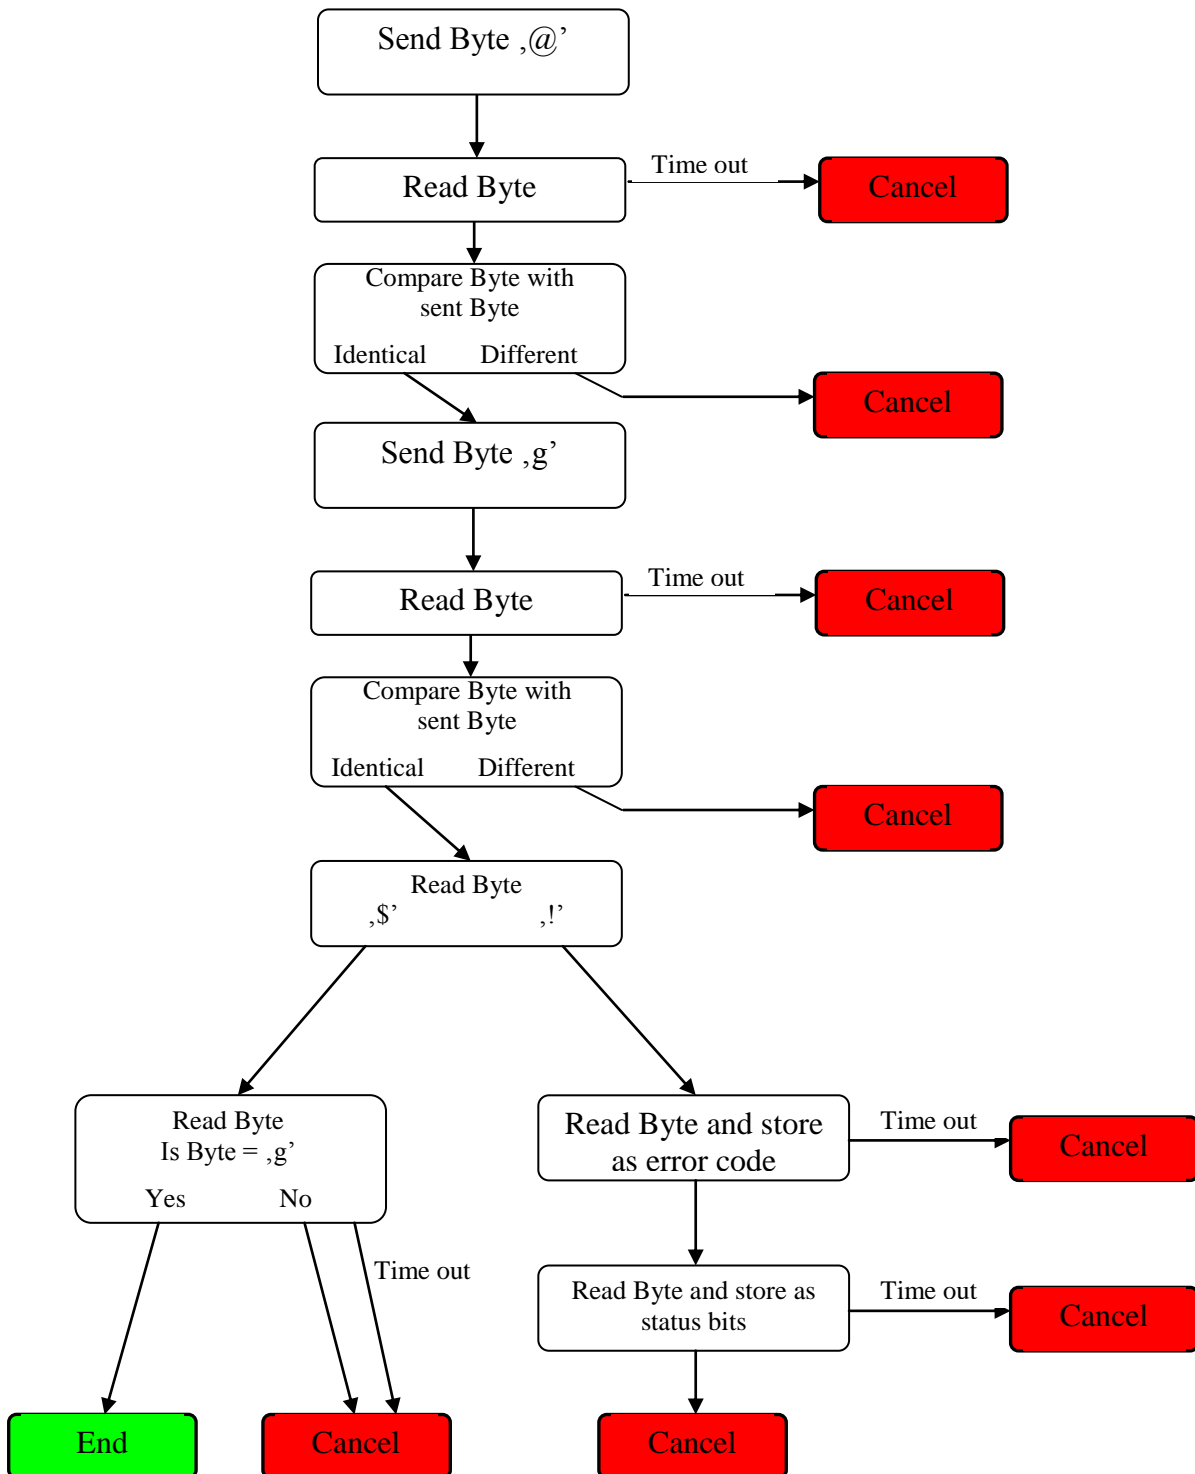 Send Byte ‚@’
Read Byte
Time out
Cancel
Compare Byte with
sent Byte
Identical
Different
Cancel
Send Byte ‚g’
Read Byte
Time out
Cancel
Compare Byte with
sent Byte
Identical
Different
Cancel
Read Byte
‚$’
‚!’
Read Byte
Is Byte = ‚g’
Yes
No
Time out
Read Byte and store
as error code
Time out
Cancel
Read Byte and store as
status bits
Time out
Cancel
End
Cancel
Cancel